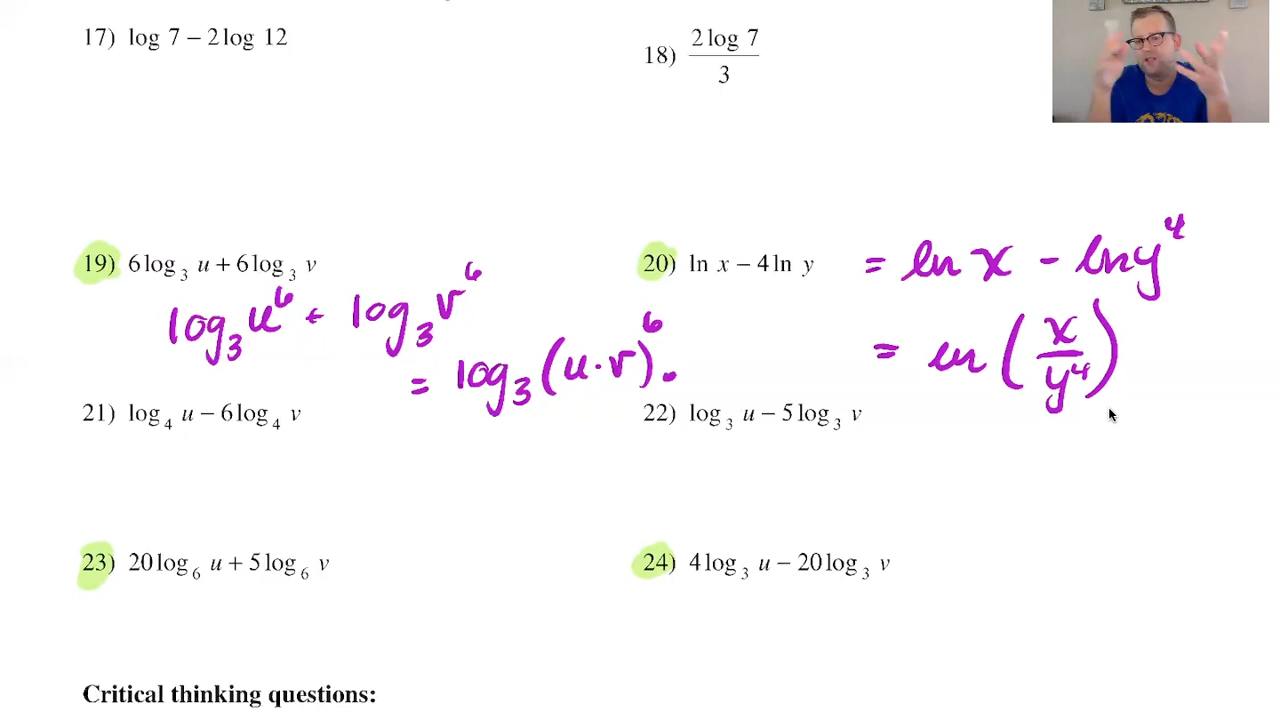 17) log 7 − 2 log 12
18) 2 log 7 / 3
19) 6 log₃ u + 6 log₃ v
log₃ u⁶ + log₃ v⁶
= log₃ (u · v)⁶.
20) ln x − 4 ln y
= ln x − ln y⁴
= ln (x / y⁴)
21) log₄ u − 6 log₄ v
22) log₃ u − 5 log₃ v
23) 20 log₆ u + 5 log₆ v
24) 4 log₃ u − 20 log₃ v
Critical thinking questions: